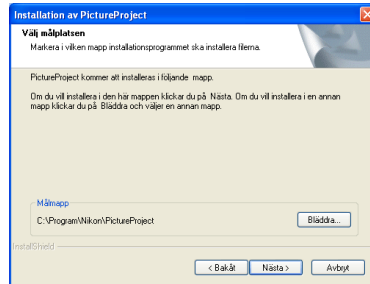 Installation av PictureProject
Välj målplatsen
Markera i vilken mapp installationsprogrammet ska installera filerna.
PictureProject kommer att installeras i följande mapp.
Om du vill installera i den här mappen klickar du på Nästa. Om du vill installera i en annan
mapp klickar du på Bläddra och väljer en annan mapp.
Målmapp
C:\Program\Nikon\PictureProject
Bläddra...
InstallShield
< Bakåt
Nästa >
Avbryt